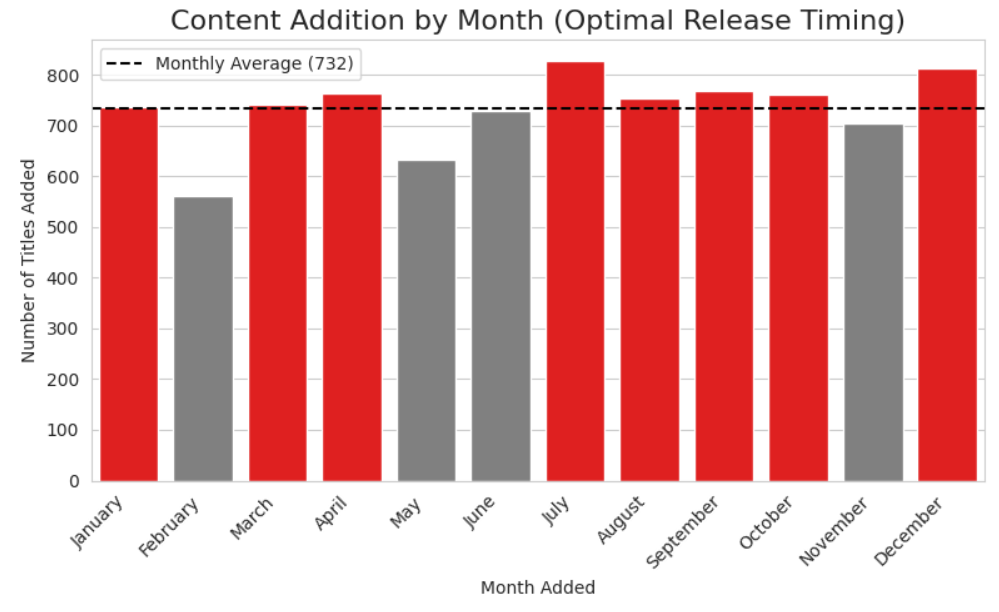 Content Addition by Month (Optimal Release Timing)
Monthly Average (732)
Number of Titles Added
800
700
600
500
400
300
200
100
0
January
February
March
April
May
June
July
August
September
October
November
December
Month Added